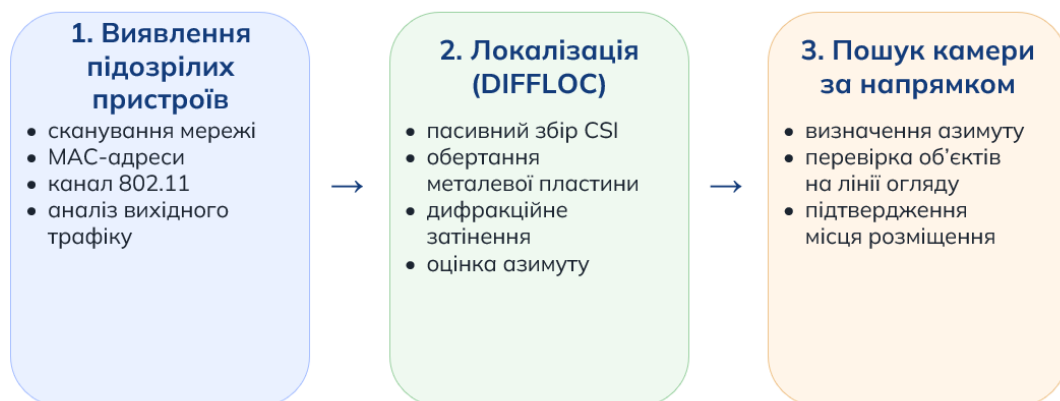 1. Виявлення
підозрілих
пристроїв
• сканування мережі
• MAC-адреси
• канал 802.11
• аналіз вихідного
трафіку
→
2. Локалізація
(DIFFLOC)
• пасивний збір CSI
• обертання
металевої пластини
• дифракційне
затінення
• оцінка азимуту
→
3. Пошук камери
за напрямком
• визначення азимуту
• перевірка об’єктів
на лінії огляду
• підтвердження
місця розміщення